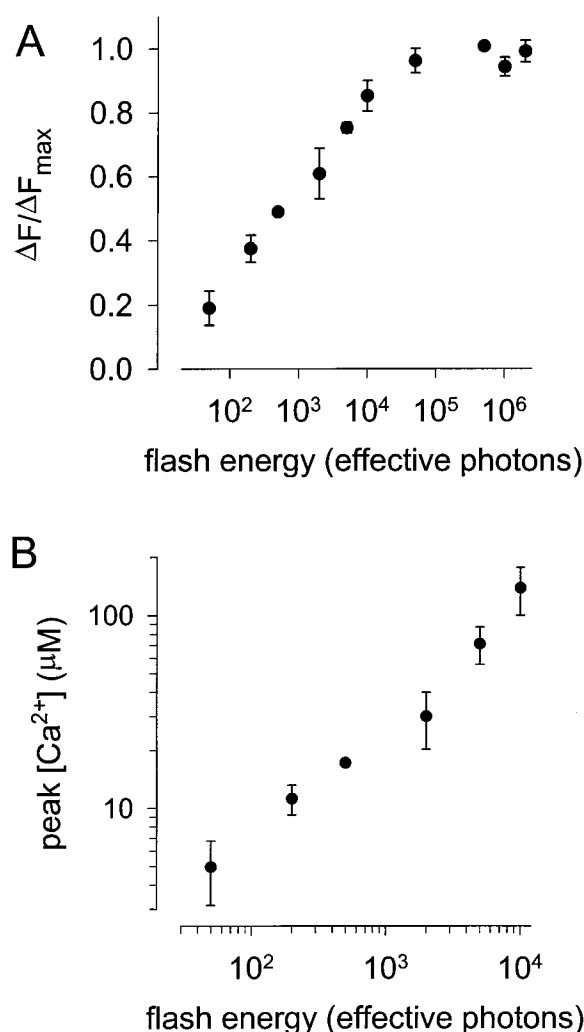 A
ΔF/ΔFmax
1.0
0.8
0.6
0.4
0.2
0.0
10² 10³ 10⁴ 10⁵ 10⁶
flash energy (effective photons)
B
peak [Ca²⁺] (μM)
100
10
10² 10³ 10⁴
flash energy (effective photons)